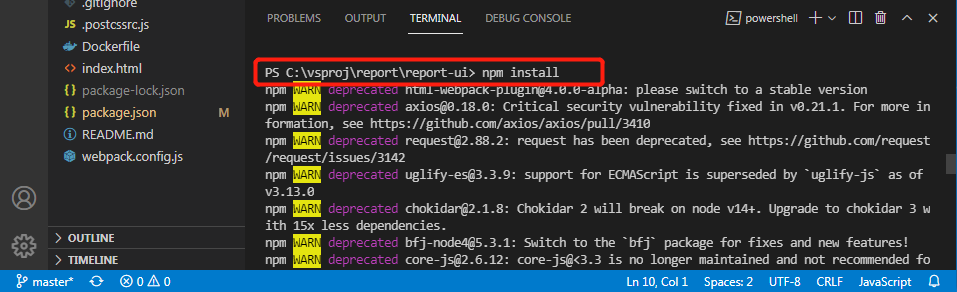 .gitignore
JS .postcssrc.js
Dockerfile
index.html
package-lock.json
package.json M
README.md
webpack.config.js
OUTLINE
TIMELINE
PROBLEMS OUTPUT TERMINAL DEBUG CONSOLE
powershell
PS C:\vsproj\report\report-ui> npm install
npm WARN deprecated html-webpack-plugin@4.0.0-alpha: please switch to a stable version
npm WARN deprecated axios@0.18.0: Critical security vulnerability fixed in v0.21.1. For more in
formation, see https://github.com/axios/axios/pull/3410
npm WARN deprecated request@2.88.2: request has been deprecated, see https://github.com/request
/request/issues/3142
npm WARN deprecated uglify-es@3.3.9: support for ECMAScript is superseded by `uglify-js` as of
v3.13.0
npm WARN deprecated chokidar@2.1.8: Chokidar 2 will break on node v14+. Upgrade to chokidar 3 w
ith 15x less dependencies.
npm WARN deprecated bfj-node4@5.3.1: Switch to the `bfj` package for fixes and new features!
npm WARN deprecated core-js@2.6.12: core-js@<3.3 is no longer maintained and not recommended fo
master* 0 0 Ln 10, Col 1 Spaces: 2 UTF-8 CRLF JavaScript